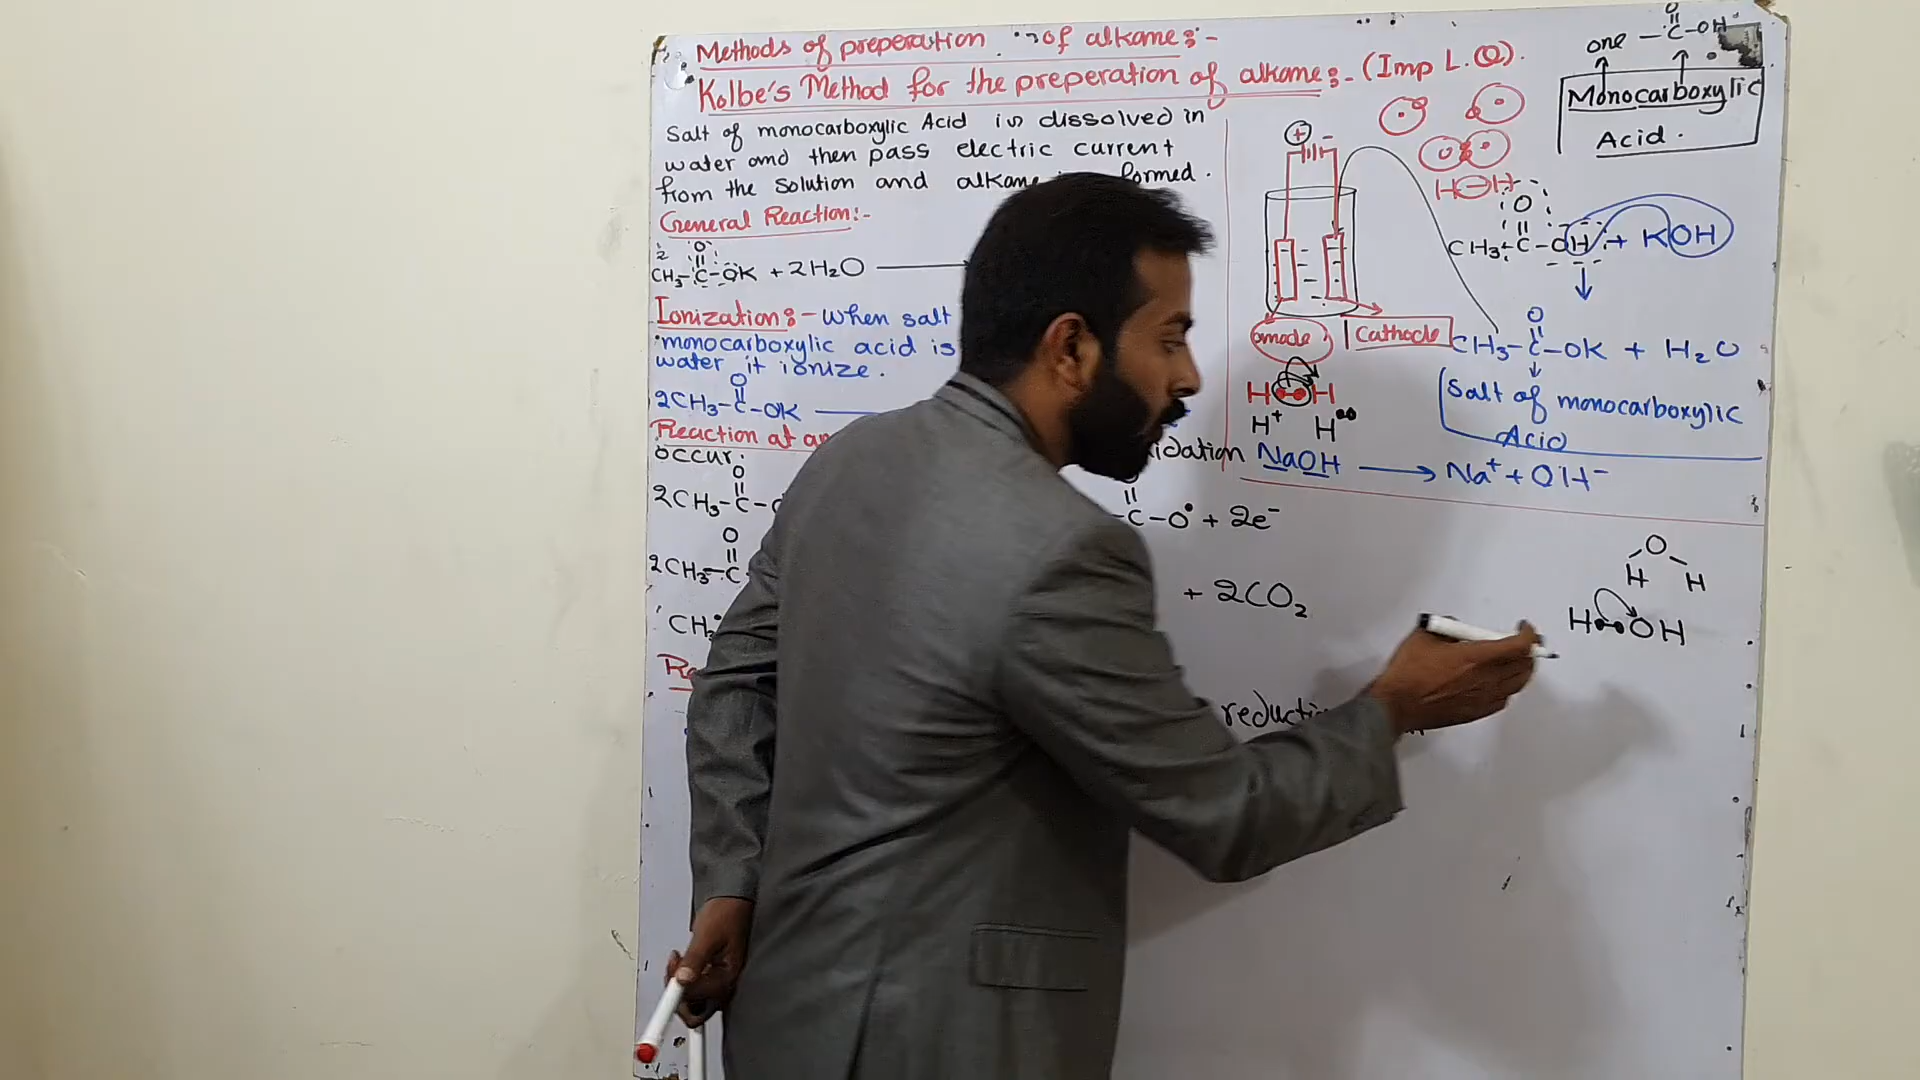 Methods of preperation of alkane:-
Kolbe's Method for the preperation of alkane:- (Imp L.Q).
Salt of monocarboxylic Acid is dissolved in
water and then pass electric current
from the solution and alkane formed.
General Reaction:-
2
O
CH3-C-OK + 2H2O
Ionization:- When salt
monocarboxylic acid is
water it ionize.
O
2CH3-C-OK
Reaction at
idation
occur.
O
2CH3-C-
C-O• + 2e-
O
2CH3-C
+ 2CO2
CH3
reducti
one -C-OH
O
Monocarboxylic
Acid.
+ -
H-H
O
CH3-C-OH + KOH
anode
Cathode
O
CH3-C-OK + H2O
Salt of monocarboxylic
Acid
H••H
H+ H••
NaOH → Na+ + OH-
O
H H
H••OH